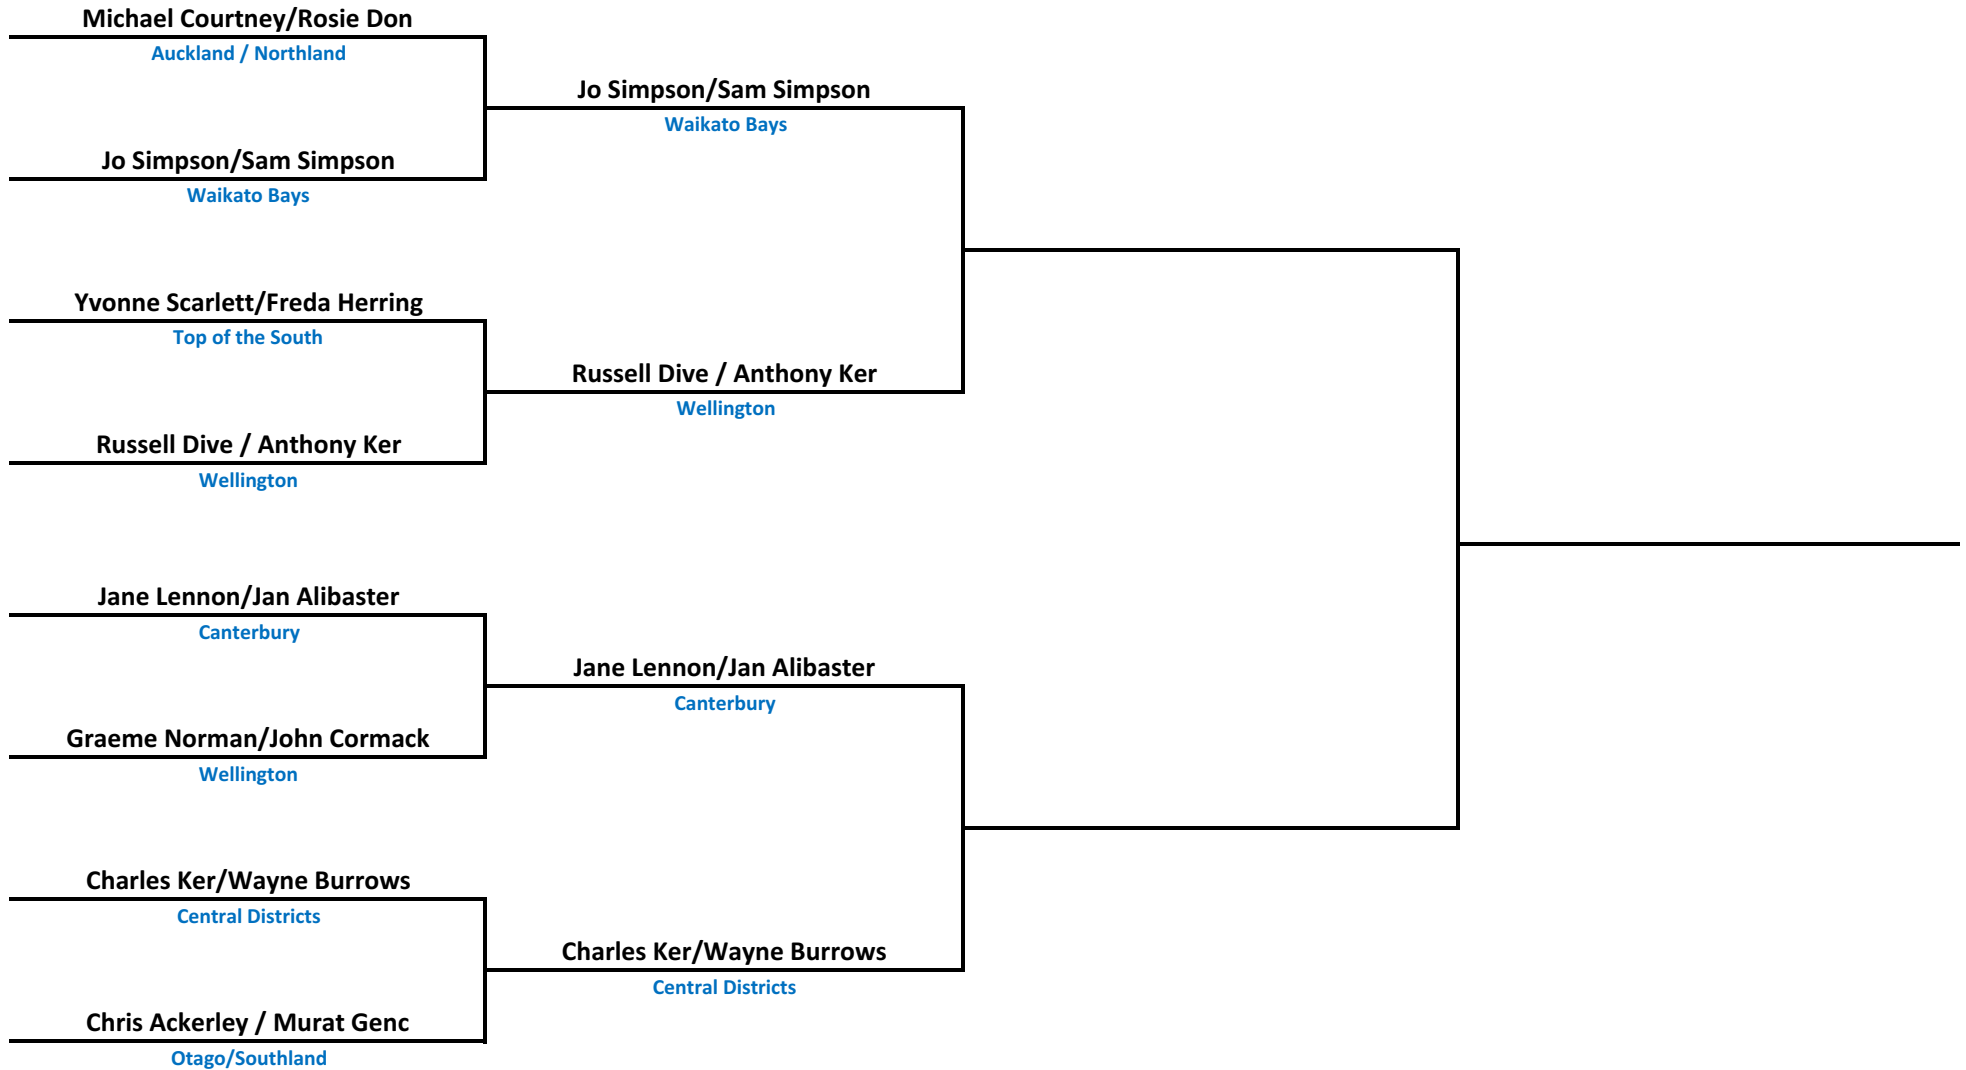 Michael Courtney/Rosie Don
Auckland / Northland
Jo Simpson/Sam Simpson
Waikato Bays
Jo Simpson/Sam Simpson
Waikato Bays
Yvonne Scarlett/Freda Herring
Top of the South
Russell Dive / Anthony Ker
Wellington
Russell Dive / Anthony Ker
Wellington
Jane Lennon/Jan Alibaster
Canterbury
Jane Lennon/Jan Alibaster
Canterbury
Graeme Norman/John Cormack
Wellington
Charles Ker/Wayne Burrows
Central Districts
Charles Ker/Wayne Burrows
Central Districts
Chris Ackerley / Murat Genc
Otago/Southland